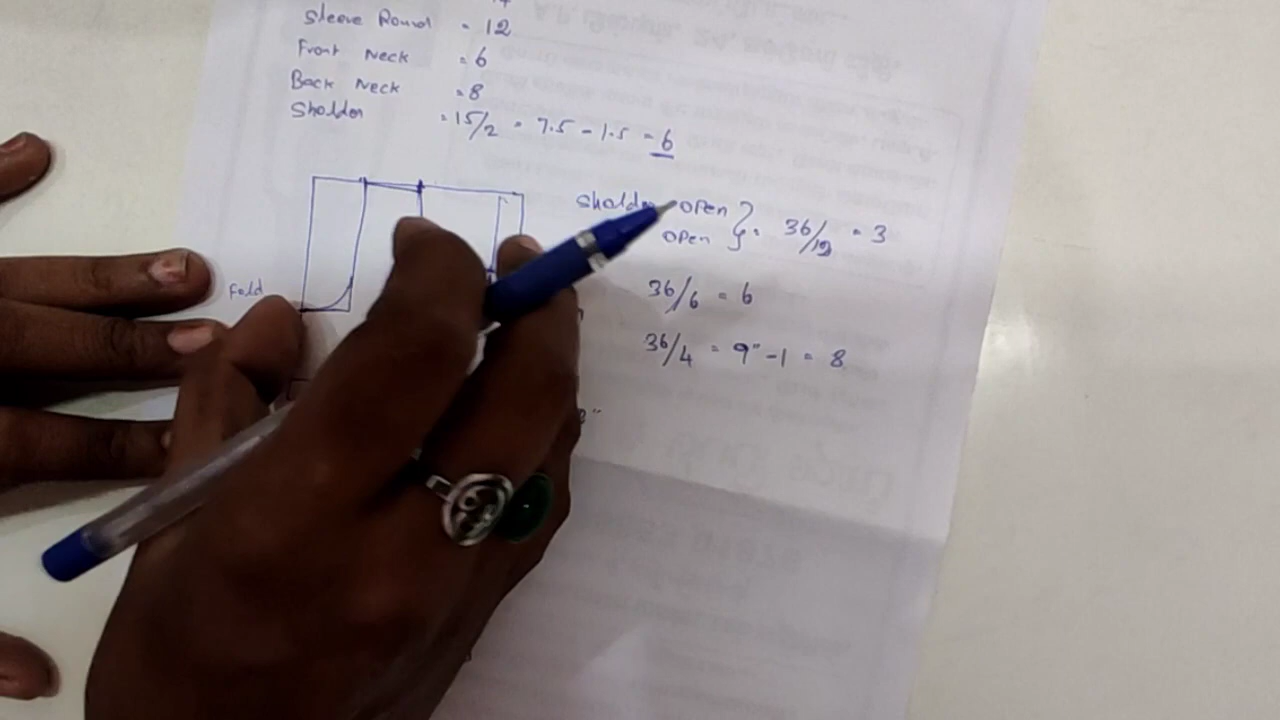 Sleeve Round = 12
Front Neck = 6
Back Neck = 8
Sholder = 15/2 = 7.5 - 1.5 = 6
Sholder open } = 36/12 = 3
open
36/6 = 6
Fold
36/4 = 9" - 1 = 8